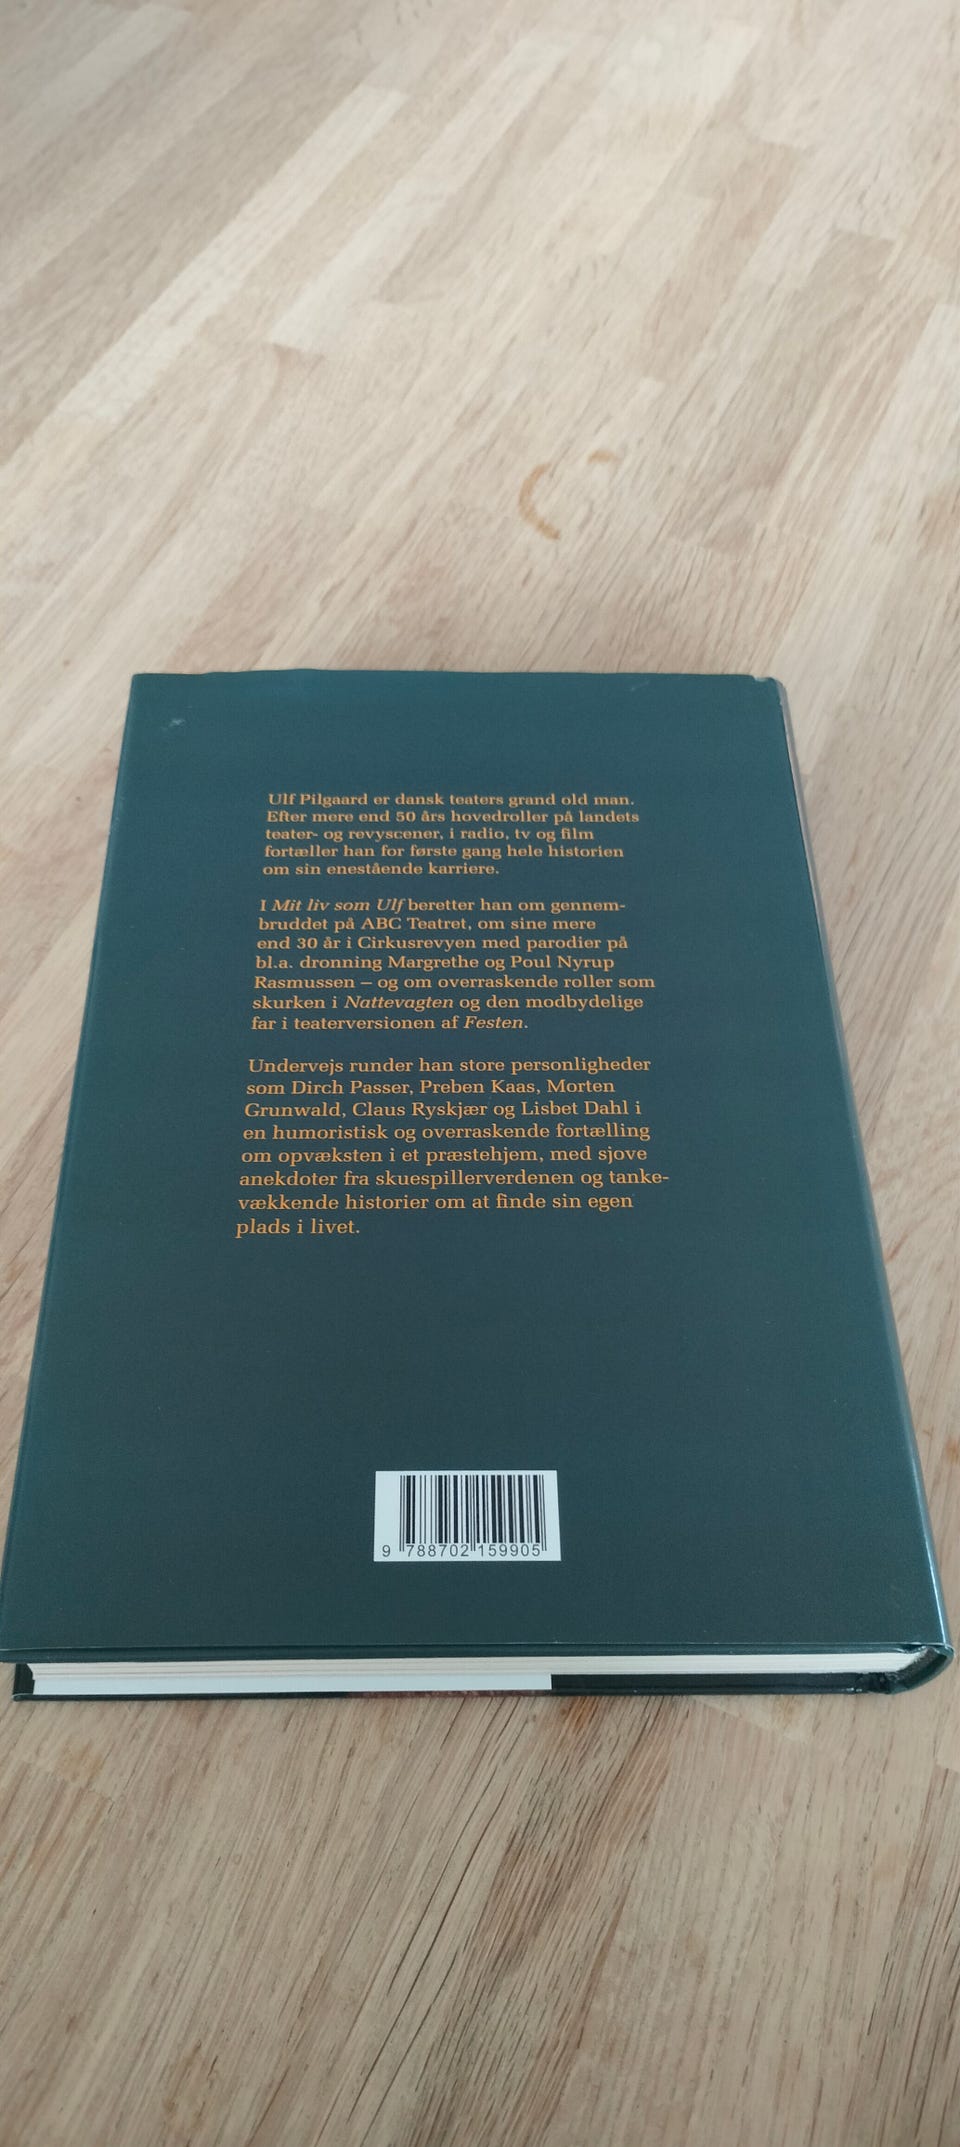 Ulf Pilgaard er dansk teaters grand old man.
Efter mere end 50 års hovedroller på landets
teater- og revyscener, i radio, tv og film
fortæller han for første gang hele historien
om sin enestående karriere.
I Mit liv som Ulf beretter han om gennem-
bruddet på ABC Teatret, om sine mere
end 30 år i Cirkusrevyen med parodier på
bl.a. dronning Margrethe og Poul Nyrup
Rasmussen – og om overraskende roller som
skurken i Nattevagten og den modbydelige
far i teaterversionen af Festen.
Undervejs runder han store personligheder
som Dirch Passer, Preben Kaas, Morten
Grunwald, Claus Ryskjær og Lisbet Dahl i
en humoristisk og overraskende fortælling
om opvæksten i et præstehjem, med sjove
anekdoter fra skuespillerverdenen og tanke-
vækkende historier om at finde sin egen
plads i livet.
9 788702 159905